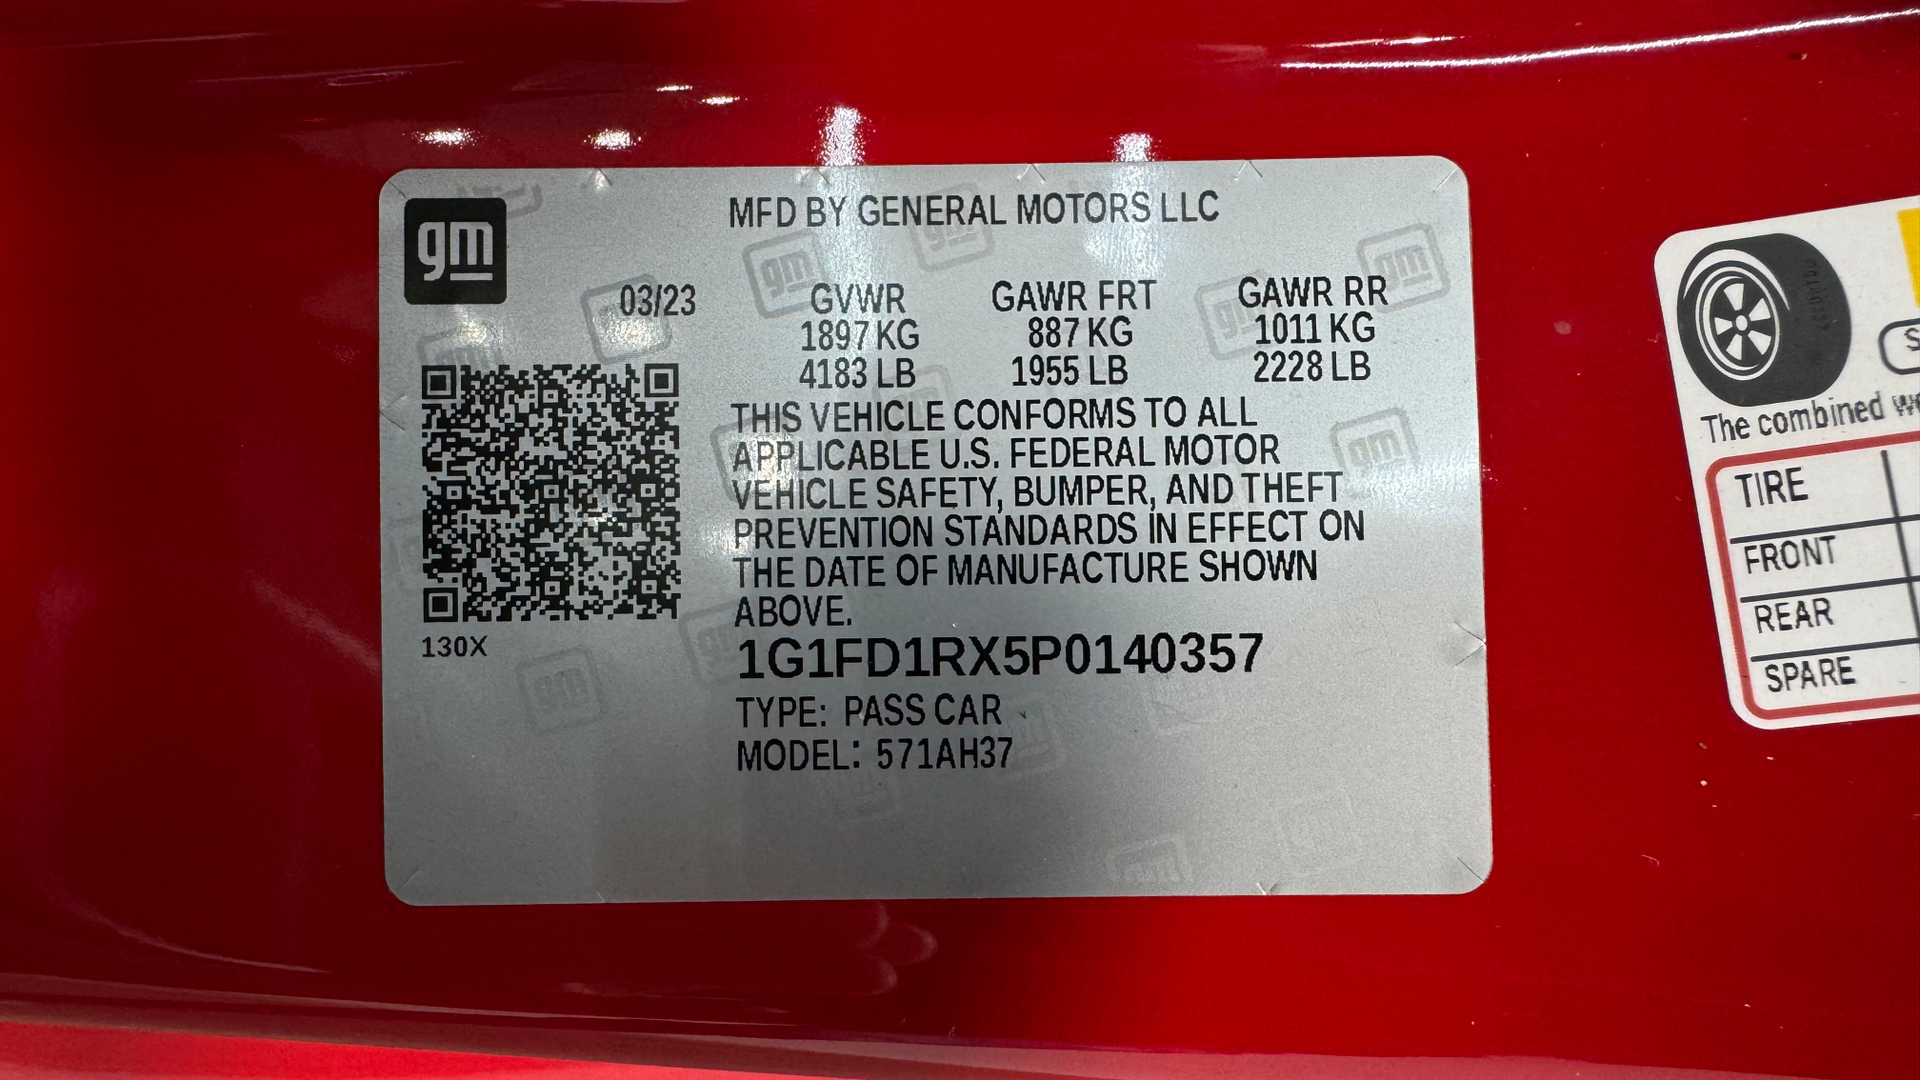 gm
MFD BY GENERAL MOTORS LLC
03/23
GVWR GAWR FRT GAWR RR
1897 KG 887 KG 1011 KG
4183 LB 1955 LB 2228 LB
THIS VEHICLE CONFORMS TO ALL
APPLICABLE U.S. FEDERAL MOTOR
VEHICLE SAFETY, BUMPER, AND THEFT
PREVENTION STANDARDS IN EFFECT ON
THE DATE OF MANUFACTURE SHOWN
ABOVE.
130X
1G1FD1RX5P0140357
TYPE: PASS CAR
MODEL: 571AH37
The combined
TIRE
FRONT
REAR
SPARE